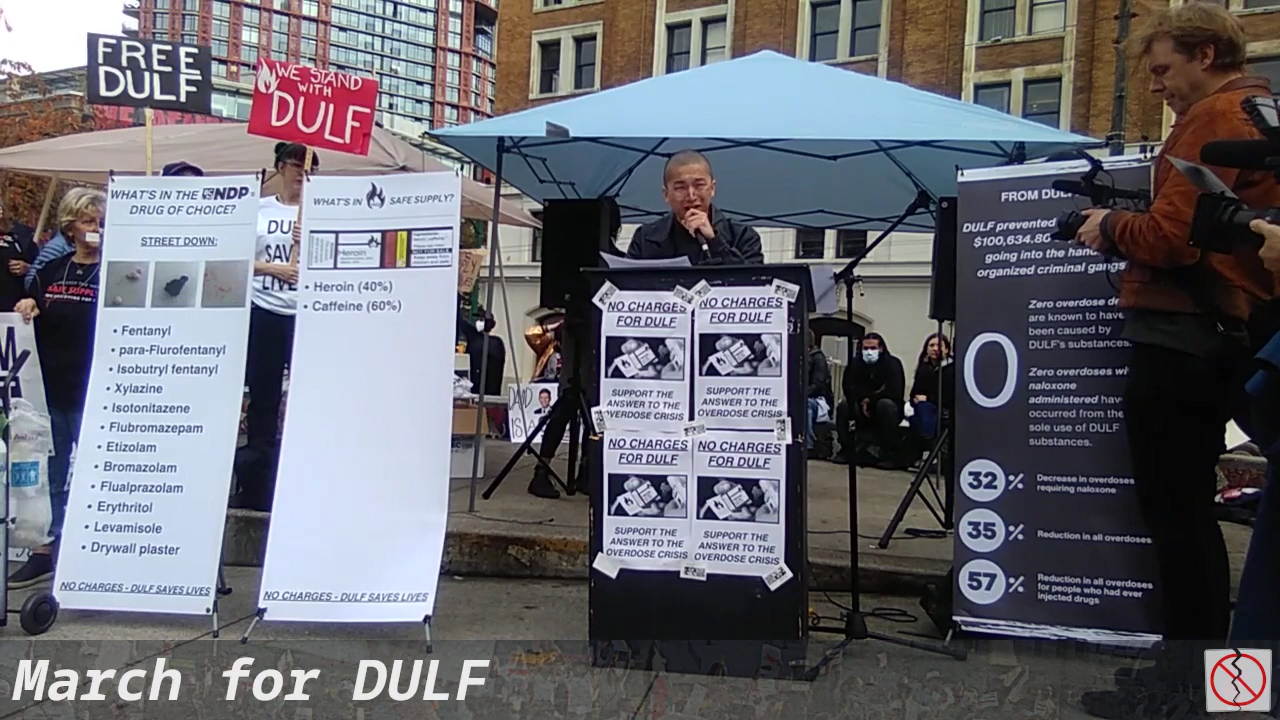 FREE
DULF
WE STAND
WITH
DULF
WHAT'S IN THE NDP
DRUG OF CHOICE?
STREET DOWN:
• Fentanyl
• para-Flurofentanyl
• Isobutryl fentanyl
• Xylazine
• Isotonitazene
• Flubromazepam
• Etizolam
• Bromazolam
• Flualprazolam
• Erythritol
• Levamisole
• Drywall plaster
NO CHARGES - DULF SAVES LIVES
DUL
SAV
LIVE
WHAT'S IN SAFE SUPPLY?
Heroin
• Heroin (40%)
• Caffeine (60%)
NO CHARGES - DULF SAVES LIVES
DAVID
IS
NO CHARGES
FOR DULF
SUPPORT THE
ANSWER TO THE
OVERDOSE CRISIS
NO CHARGES
FOR DULF
SUPPORT THE
ANSWER TO THE
OVERDOSE CRISIS
NO CHARGES
FOR DULF
SUPPORT THE
ANSWER TO THE
OVERDOSE CRISIS
NO CHARGES
FOR DULF
SUPPORT THE
ANSWER TO THE
OVERDOSE CRISIS
FROM DUL
DULF prevented
$100,634.80
going into the hand
organized criminal gangs
0
Zero overdose de
are known to have
been caused by
DULF's substances.
Zero overdoses wi
naloxone
administered have
occurred from the
sole use of DULF
substances.
32% Decrease in overdoses
requiring naloxone
35% Reduction in all overdoses
57% Reduction in all overdoses
for people who had ever
injected drugs
March for DULF